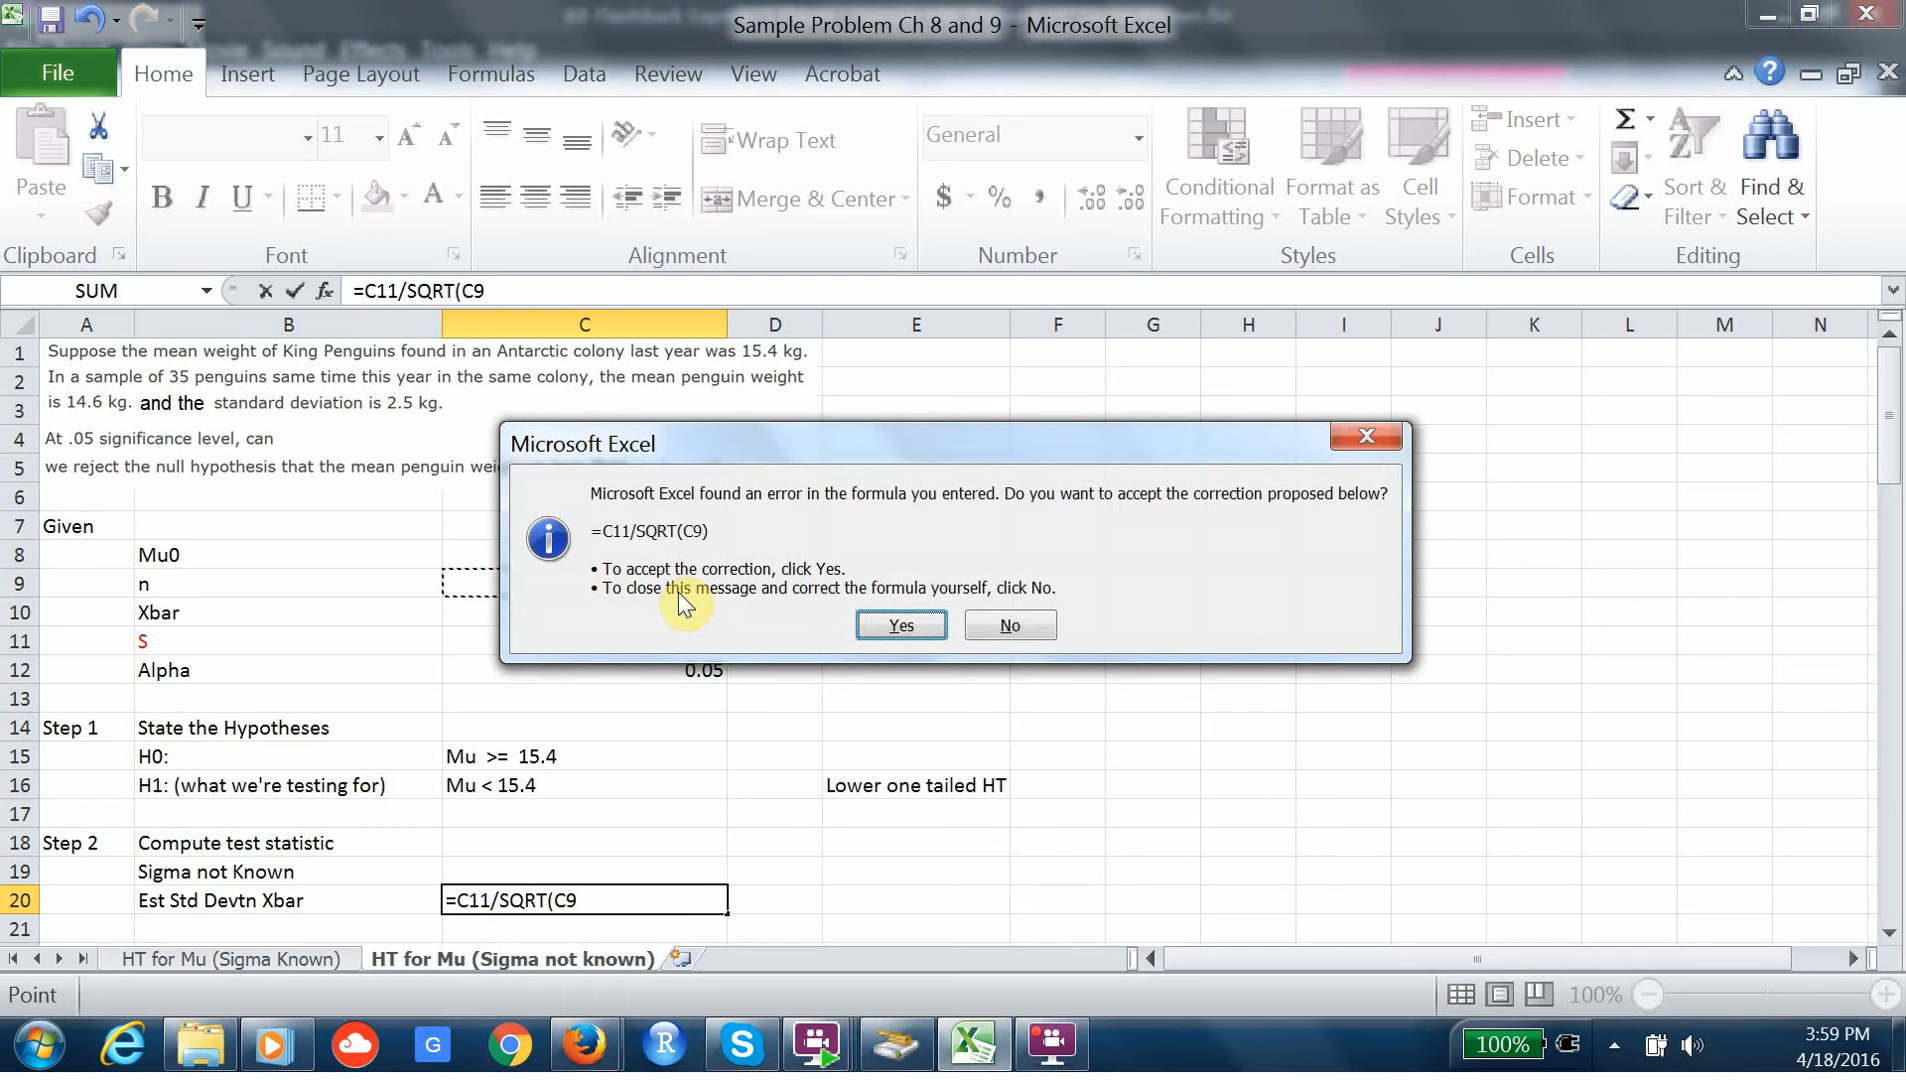 Sample Problem Ch 8 and 9 - Microsoft Excel
File Home Insert Page Layout Formulas Data Review View Acrobat
Paste
11
B I U A
Wrap Text
Merge & Center
General
$ %
Conditional Formatting
Format as Table
Cell Styles
Insert
Delete
Format
Sort & Filter
Find & Select
Clipboard Font Alignment Number Styles Cells Editing
SUM =C11/SQRT(C9
A B C D E F G H I J K L M N
1 Suppose the mean weight of King Penguins found in an Antarctic colony last year was 15.4 kg.
2 In a sample of 35 penguins same time this year in the same colony, the mean penguin weight
3 is 14.6 kg. and the standard deviation is 2.5 kg.
4 At .05 significance level, can
5 we reject the null hypothesis that the mean penguin
6
7 Given
8 Mu0
9 n
10 Xbar
11 S
12 Alpha 0.05
13
14 Step 1 State the Hypotheses
15 H0: Mu >= 15.4
16 H1: (what we're testing for) Mu < 15.4 Lower one tailed HT
17
18 Step 2 Compute test statistic
19 Sigma not Known
20 Est Std Devtn Xbar =C11/SQRT(C9
21
Microsoft Excel
Microsoft Excel found an error in the formula you entered. Do you want to accept the correction proposed below?
=C11/SQRT(C9)
• To accept the correction, click Yes.
• To close this message and correct the formula yourself, click No.
Yes No
HT for Mu (Sigma Known) HT for Mu (Sigma not known)
Point 100%
100% 3:59 PM
4/18/2016